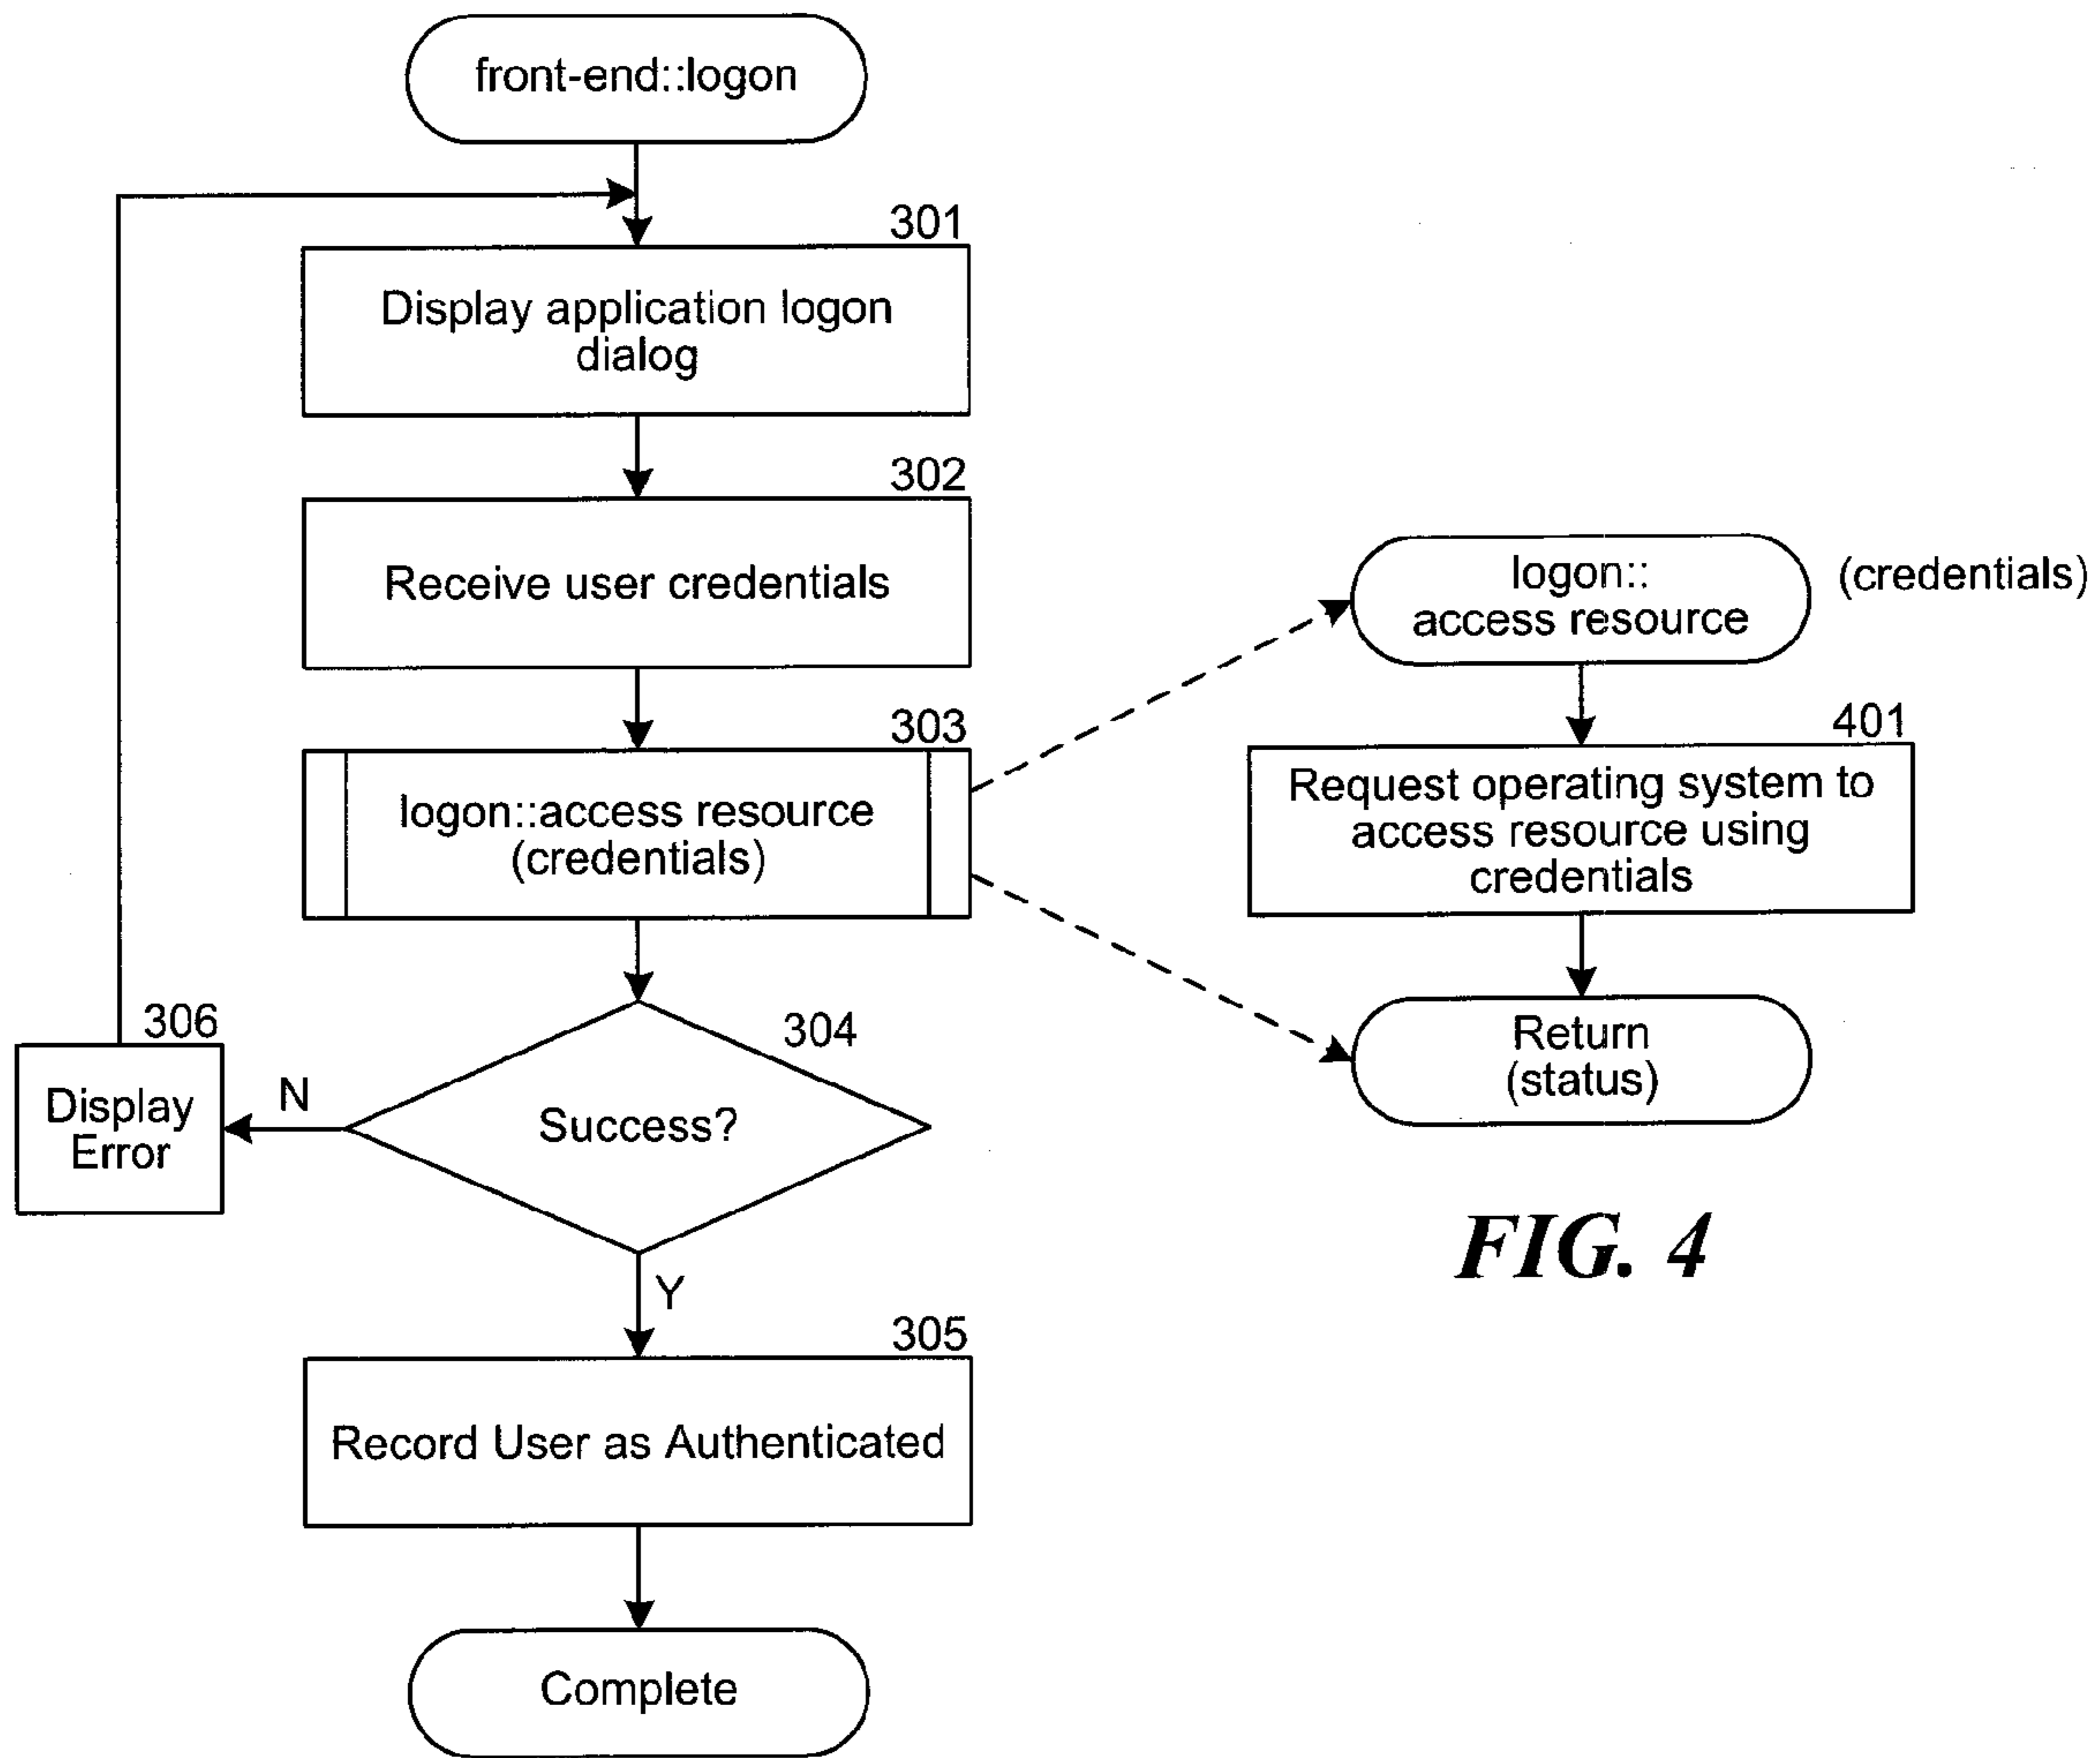 front-end::logon
301
Display application logon
dialog
302
Receive user credentials
303
logon::access resource
(credentials)
304
Success?
N
306
Display
Error
Y
305
Record User as Authenticated
Complete
logon::
access resource
(credentials)
401
Request operating system to
access resource using
credentials
Return
(status)
FIG. 4